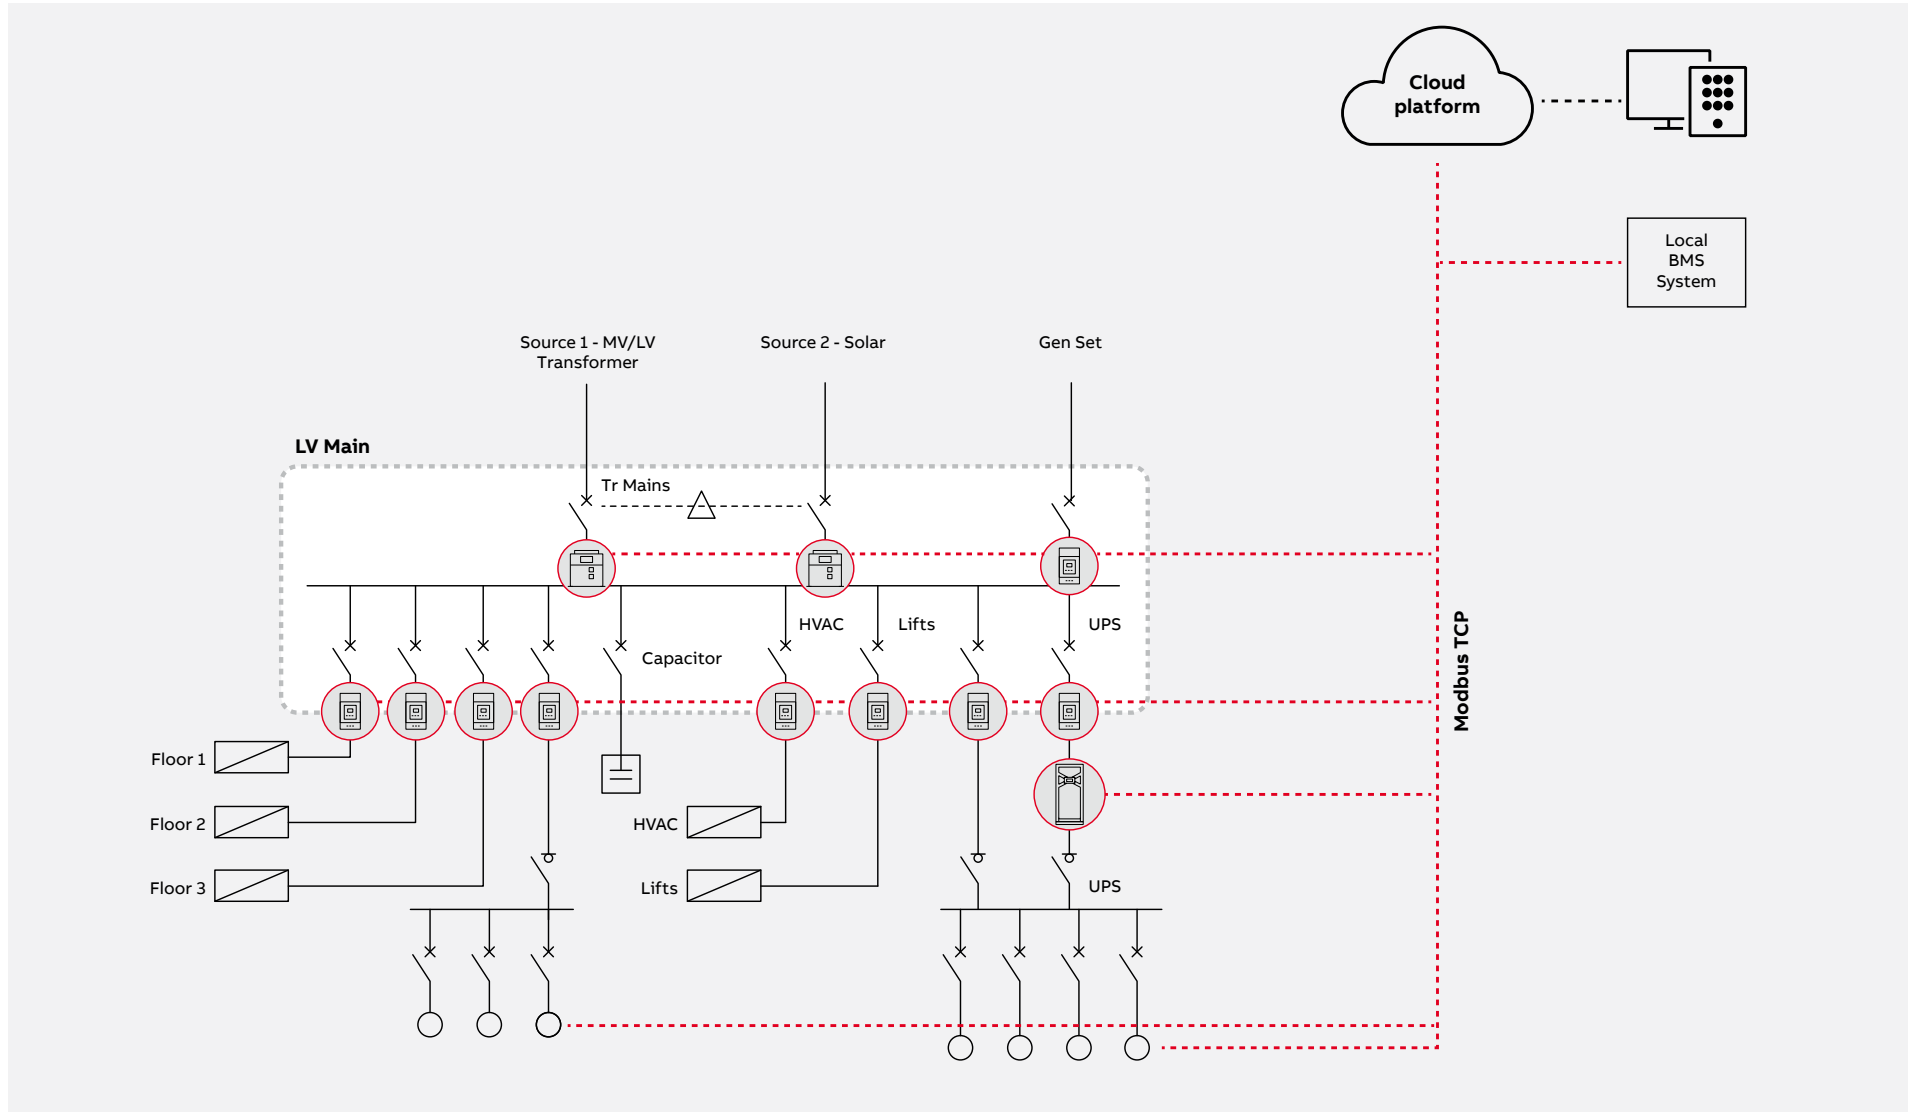 Cloud
platform
Local
BMS
System
Source 1 - MV/LV
Transformer
Source 2 - Solar
Gen Set
LV Main
Tr Mains
HVAC
Lifts
UPS
Capacitor
Modbus TCP
Floor 1
Floor 2
HVAC
Floor 3
Lifts
UPS